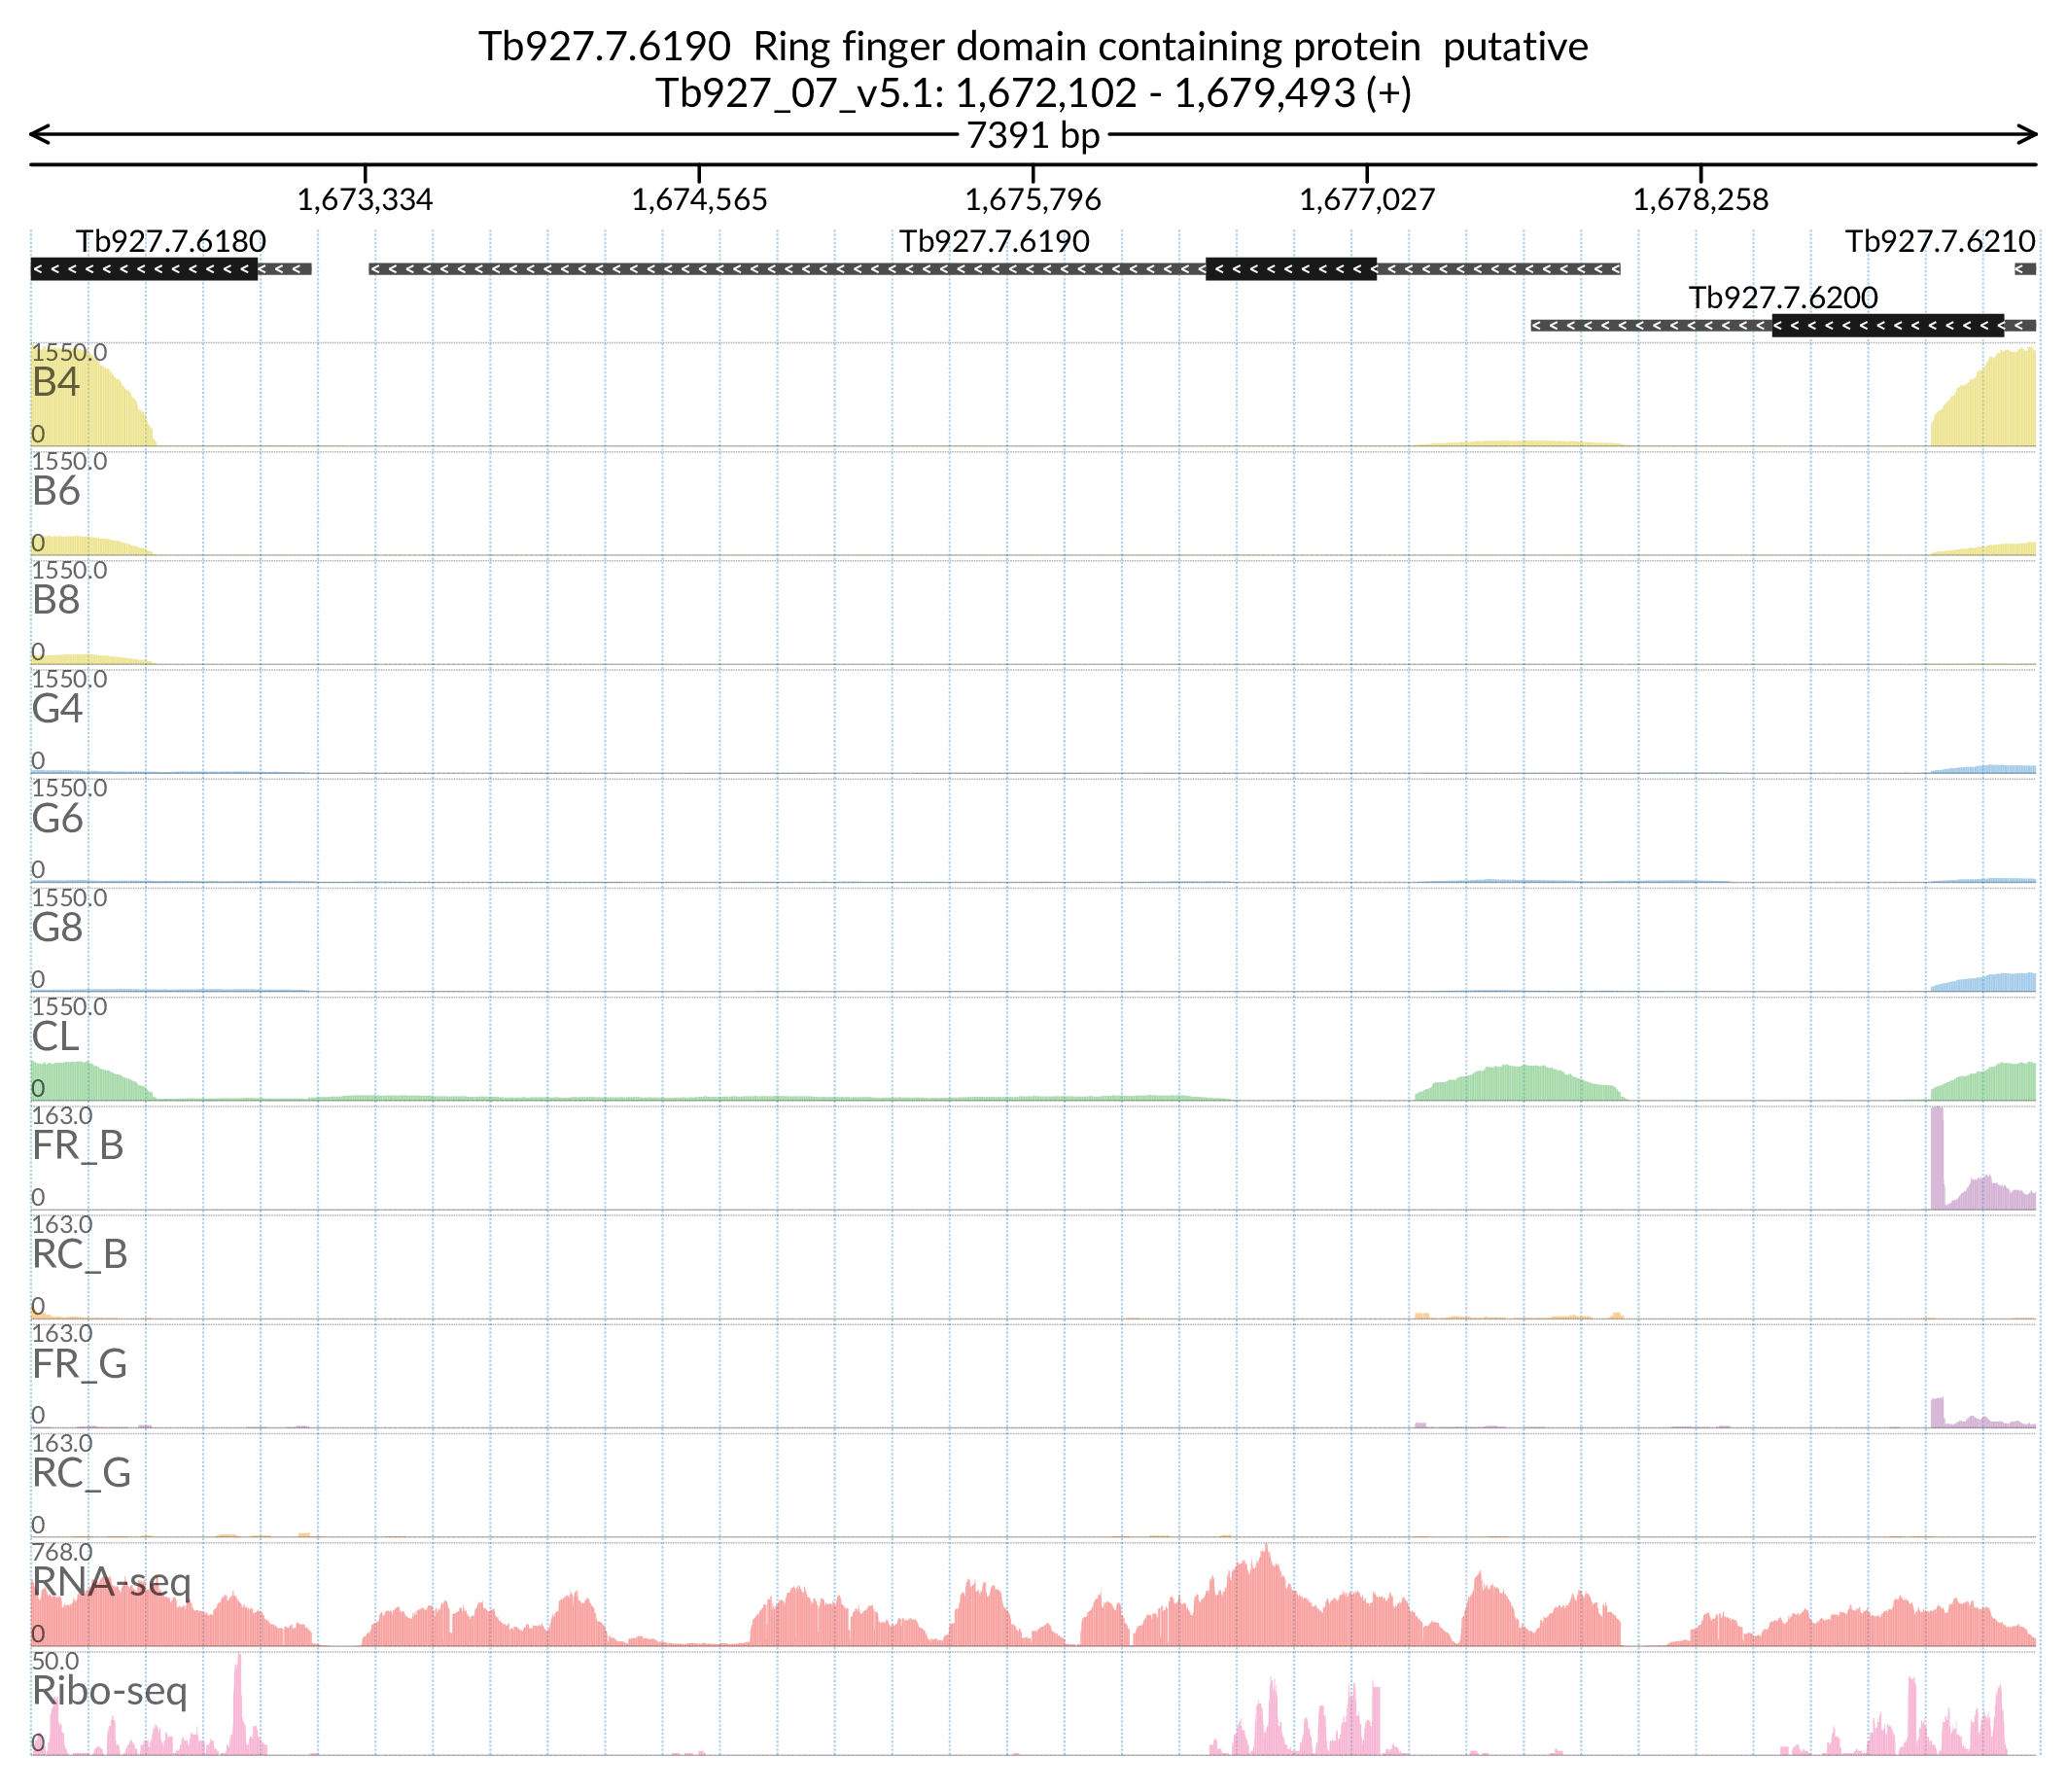 Tb927.7.6190  Ring finger domain containing protein  putative
Tb927_07_v5.1: 1,672,102 - 1,679,493 (+)
7391 bp
1,673,334 1,674,565 1,675,796 1,677,027 1,678,258
Tb927.7.6180 Tb927.7.6190 Tb927.7.6210
Tb927.7.6200
1550.0
B4
0
1550.0
B6
0
1550.0
B8
0
1550.0
G4
0
1550.0
G6
0
1550.0
G8
0
1550.0
CL
0
163.0
FR_B
0
163.0
RC_B
0
163.0
FR_G
0
163.0
RC_G
0
768.0
RNA-seq
0
50.0
Ribo-seq
0